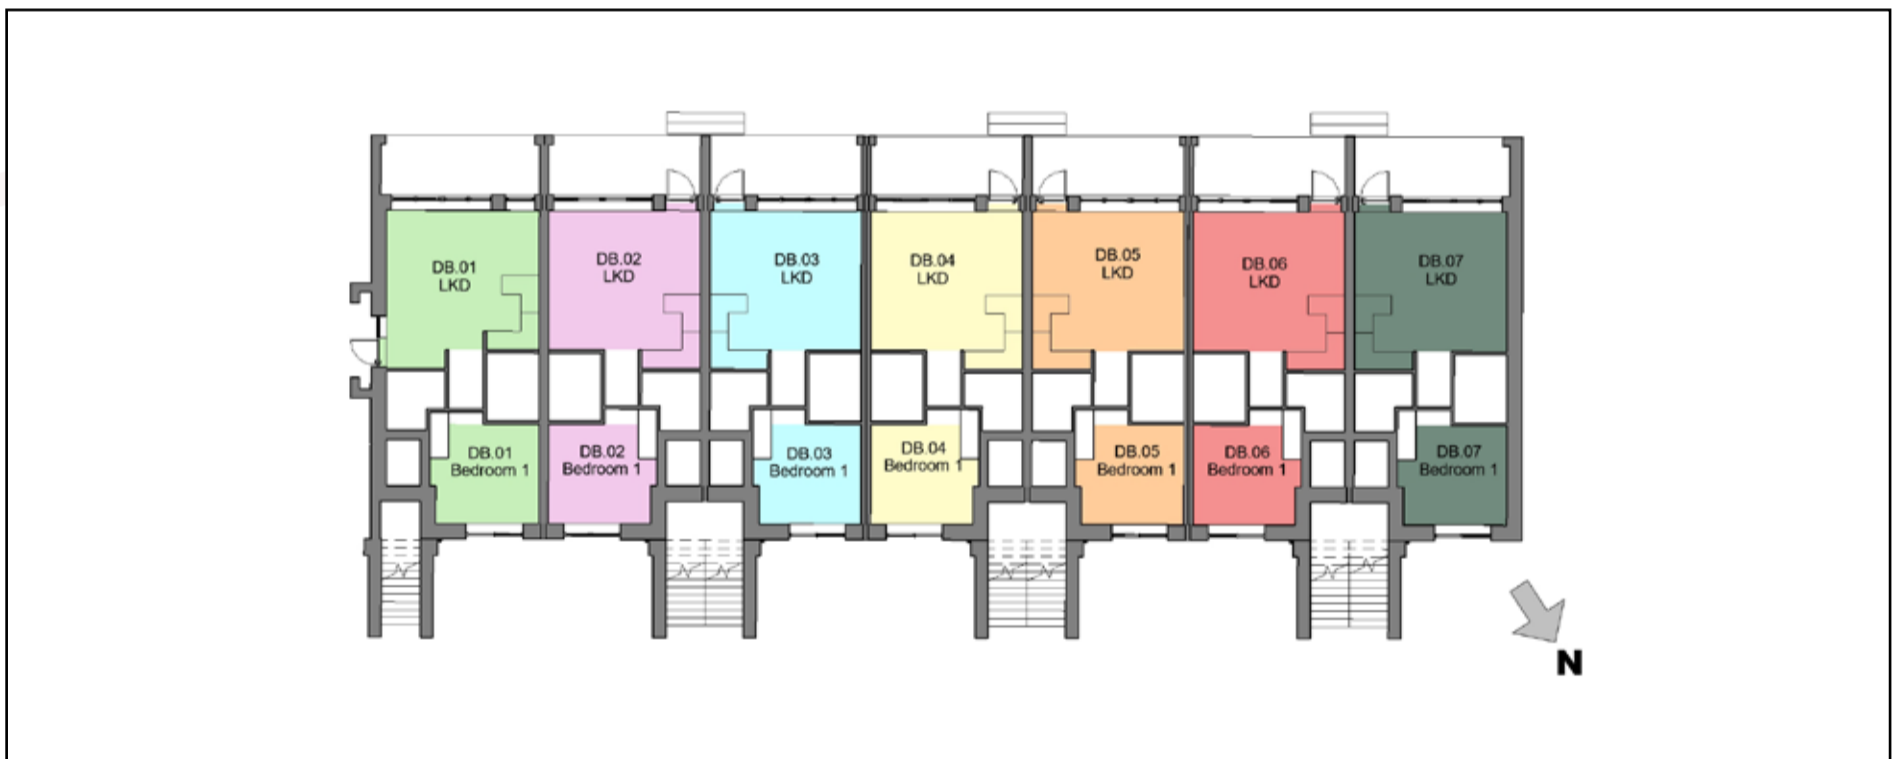 DB.01
LKD
DB.02
LKD
DB.03
LKD
DB.04
LKD
DB.05
LKD
DB.06
LKD
DB.07
LKD
DB.01
Bedroom 1
DB.02
Bedroom 1
DB.03
Bedroom 1
DB.04
Bedroom 1
DB.05
Bedroom 1
DB.06
Bedroom 1
DB.07
Bedroom 1
N